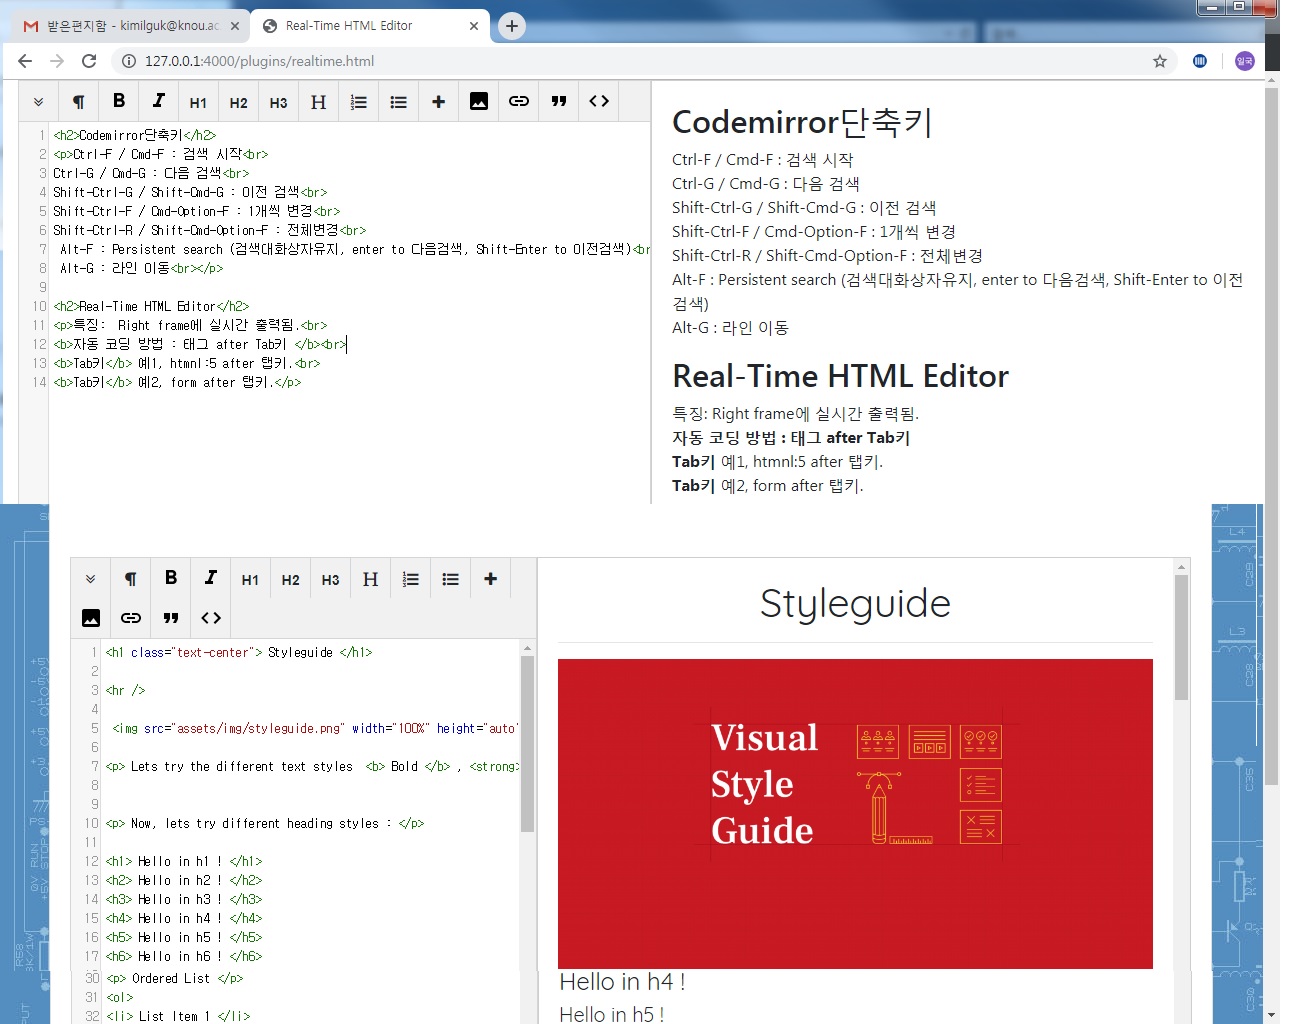 받은편지함 - kimilguk@knou.ac
Real-Time HTML Editor
127.0.0.1:4000/plugins/realtime.html
일국
¶ B I H1 H2 H3 H
1 <h2>Codemirror단축키</h2>
2 <p>Ctrl-F / Cmd-F : 검색 시작<br>
3 Ctrl-G / Cmd-G : 다음 검색<br>
4 Shift-Ctrl-G / Shift-Cmd-G : 이전 검색<br>
5 Shift-Ctrl-F / Cmd-Option-F : 1개씩 변경<br>
6 Shift-Ctrl-R / Shift-Cmd-Option-F : 전체변경<br>
7 Alt-F : Persistent search (검색대화상자유지, enter to 다음검색, Shift-Enter to 이전검색)<br
8 Alt-G : 라인 이동<br></p>
9
10 <h2>Real-Time HTML Editor</h2>
11 <p>특징: Right frame에 실시간 출력됨.<br>
12 <b>자동 코딩 방법 : 태그 after Tab키 </b><br>
13 <b>Tab키</b> 예1, htmnl:5 after 탭키.<br>
14 <b>Tab키</b> 예2, form after 탭키.</p>
Codemirror단축키
Ctrl-F / Cmd-F : 검색 시작
Ctrl-G / Cmd-G : 다음 검색
Shift-Ctrl-G / Shift-Cmd-G : 이전 검색
Shift-Ctrl-F / Cmd-Option-F : 1개씩 변경
Shift-Ctrl-R / Shift-Cmd-Option-F : 전체변경
Alt-F : Persistent search (검색대화상자유지, enter to 다음검색, Shift-Enter to 이전
검색)
Alt-G : 라인 이동
Real-Time HTML Editor
특징: Right frame에 실시간 출력됨.
자동 코딩 방법 : 태그 after Tab키
Tab키 예1, htmnl:5 after 탭키.
Tab키 예2, form after 탭키.
¶ B I H1 H2 H3 H
1 <h1 class="text-center"> Styleguide </h1>
2
3 <hr />
4
5 <img src="assets/img/styleguide.png" width="100%" height="auto"
6
7 <p> Lets try the different text styles <b> Bold </b> , <strong>
8
9
10 <p> Now, lets try different heading styles : </p>
11
12 <h1> Hello in h1 ! </h1>
13 <h2> Hello in h2 ! </h2>
14 <h3> Hello in h3 ! </h3>
15 <h4> Hello in h4 ! </h4>
16 <h5> Hello in h5 ! </h5>
17 <h6> Hello in h6 ! </h6>
30 <p> Ordered List </p>
31 <ol>
32 <li> List Item 1 </li>
Styleguide
Visual
Style
Guide
Hello in h4 !
Hello in h5 !
L4
C29
L3
C35
C30
0V RUN
+5V STOP
R58
3K/1W